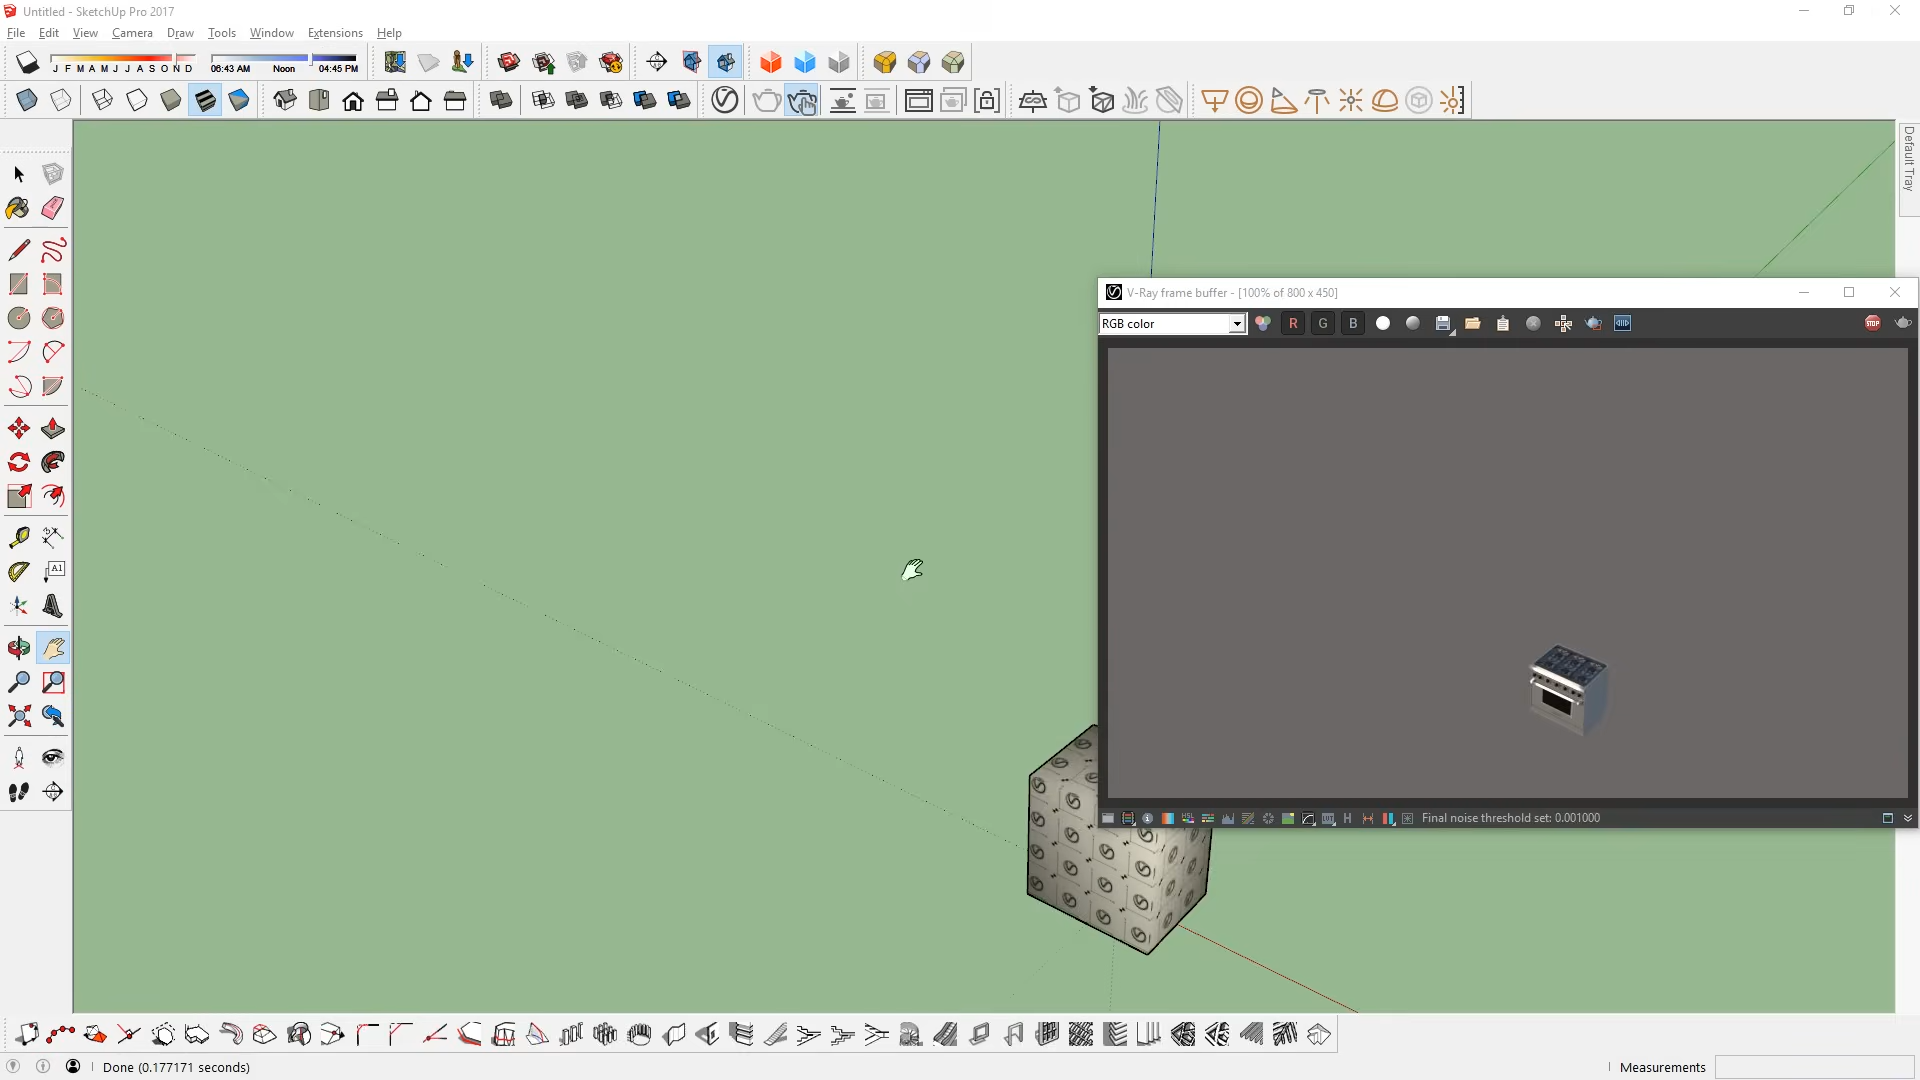 Untitled - SketchUp Pro 2017
File Edit View Camera Draw Tools Window Extensions Help
J F M A M J J A S O N D
06:43 AM Noon 04:45 PM
Default Tray
V-Ray frame buffer - [100% of 800 x 450]
RGB color
R G B
STOP
A1
H
Final noise threshold set: 0.001000
Done (0.177171 seconds)
Measurements